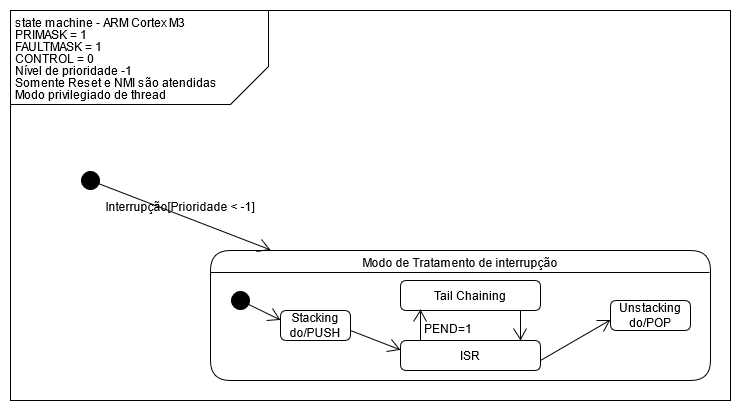 state machine - ARM Cortex M3
PRIMASK = 1
FAULTMASK = 1
CONTROL = 0
Nível de prioridade -1
Somente Reset e NMI são atendidas
Modo privilegiado de thread
Interrupção[Prioridade < -1]
Modo de Tratamento de interrupção
Tail Chaining
Stacking
do/PUSH
PEND=1
ISR
Unstacking
do/POP